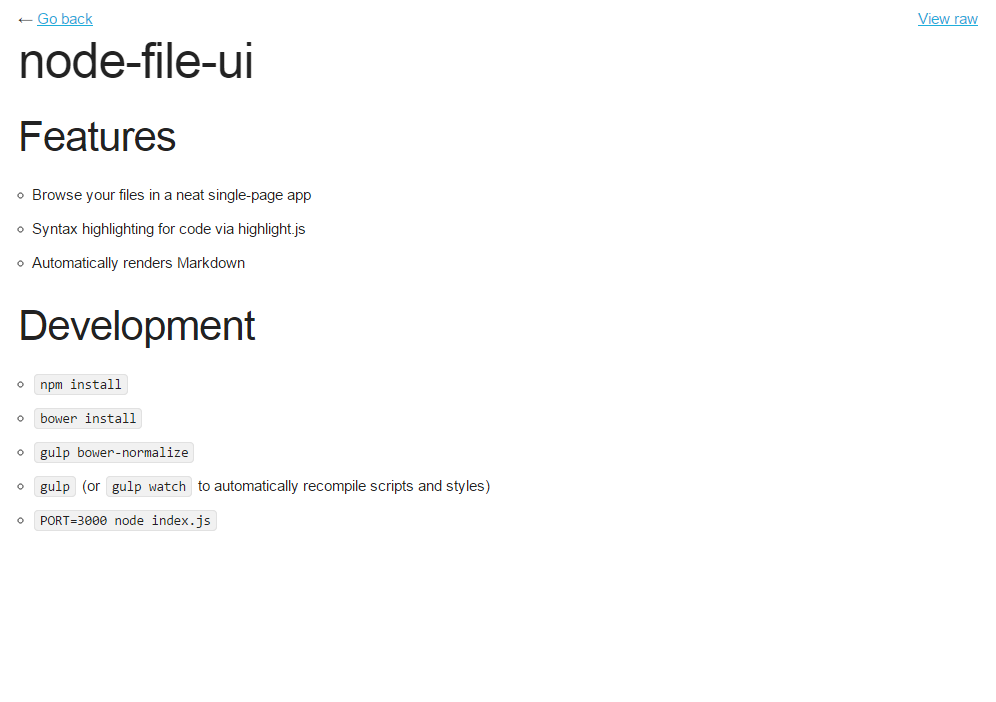 ← Go back
View raw
node-file-ui
Features
Browse your files in a neat single-page app
Syntax highlighting for code via highlight.js
Automatically renders Markdown
Development
npm install
bower install
gulp bower-normalize
gulp (or gulp watch to automatically recompile scripts and styles)
PORT=3000 node index.js